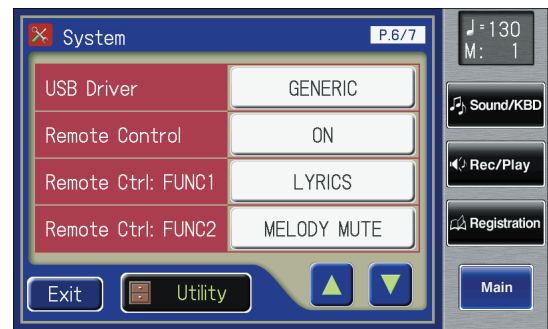 System P.6/7
USB Driver GENERIC
Remote Control ON
Remote Ctrl: FUNC1 LYRICS
Remote Ctrl: FUNC2 MELODY MUTE
Exit Utility
♩=130
M: 1
Sound/KBD
Rec/Play
Registration
Main